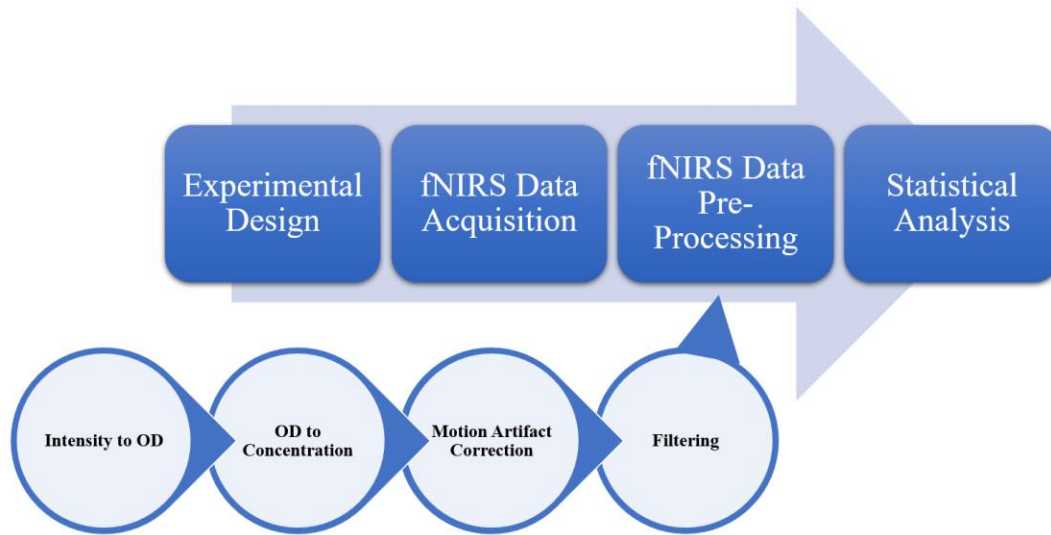 Experimental
Design
fNIRS Data
Acquisition
fNIRS Data
Pre-
Processing
Statistical
Analysis
Intensity to OD
OD to
Concentration
Motion Artifact
Correction
Filtering